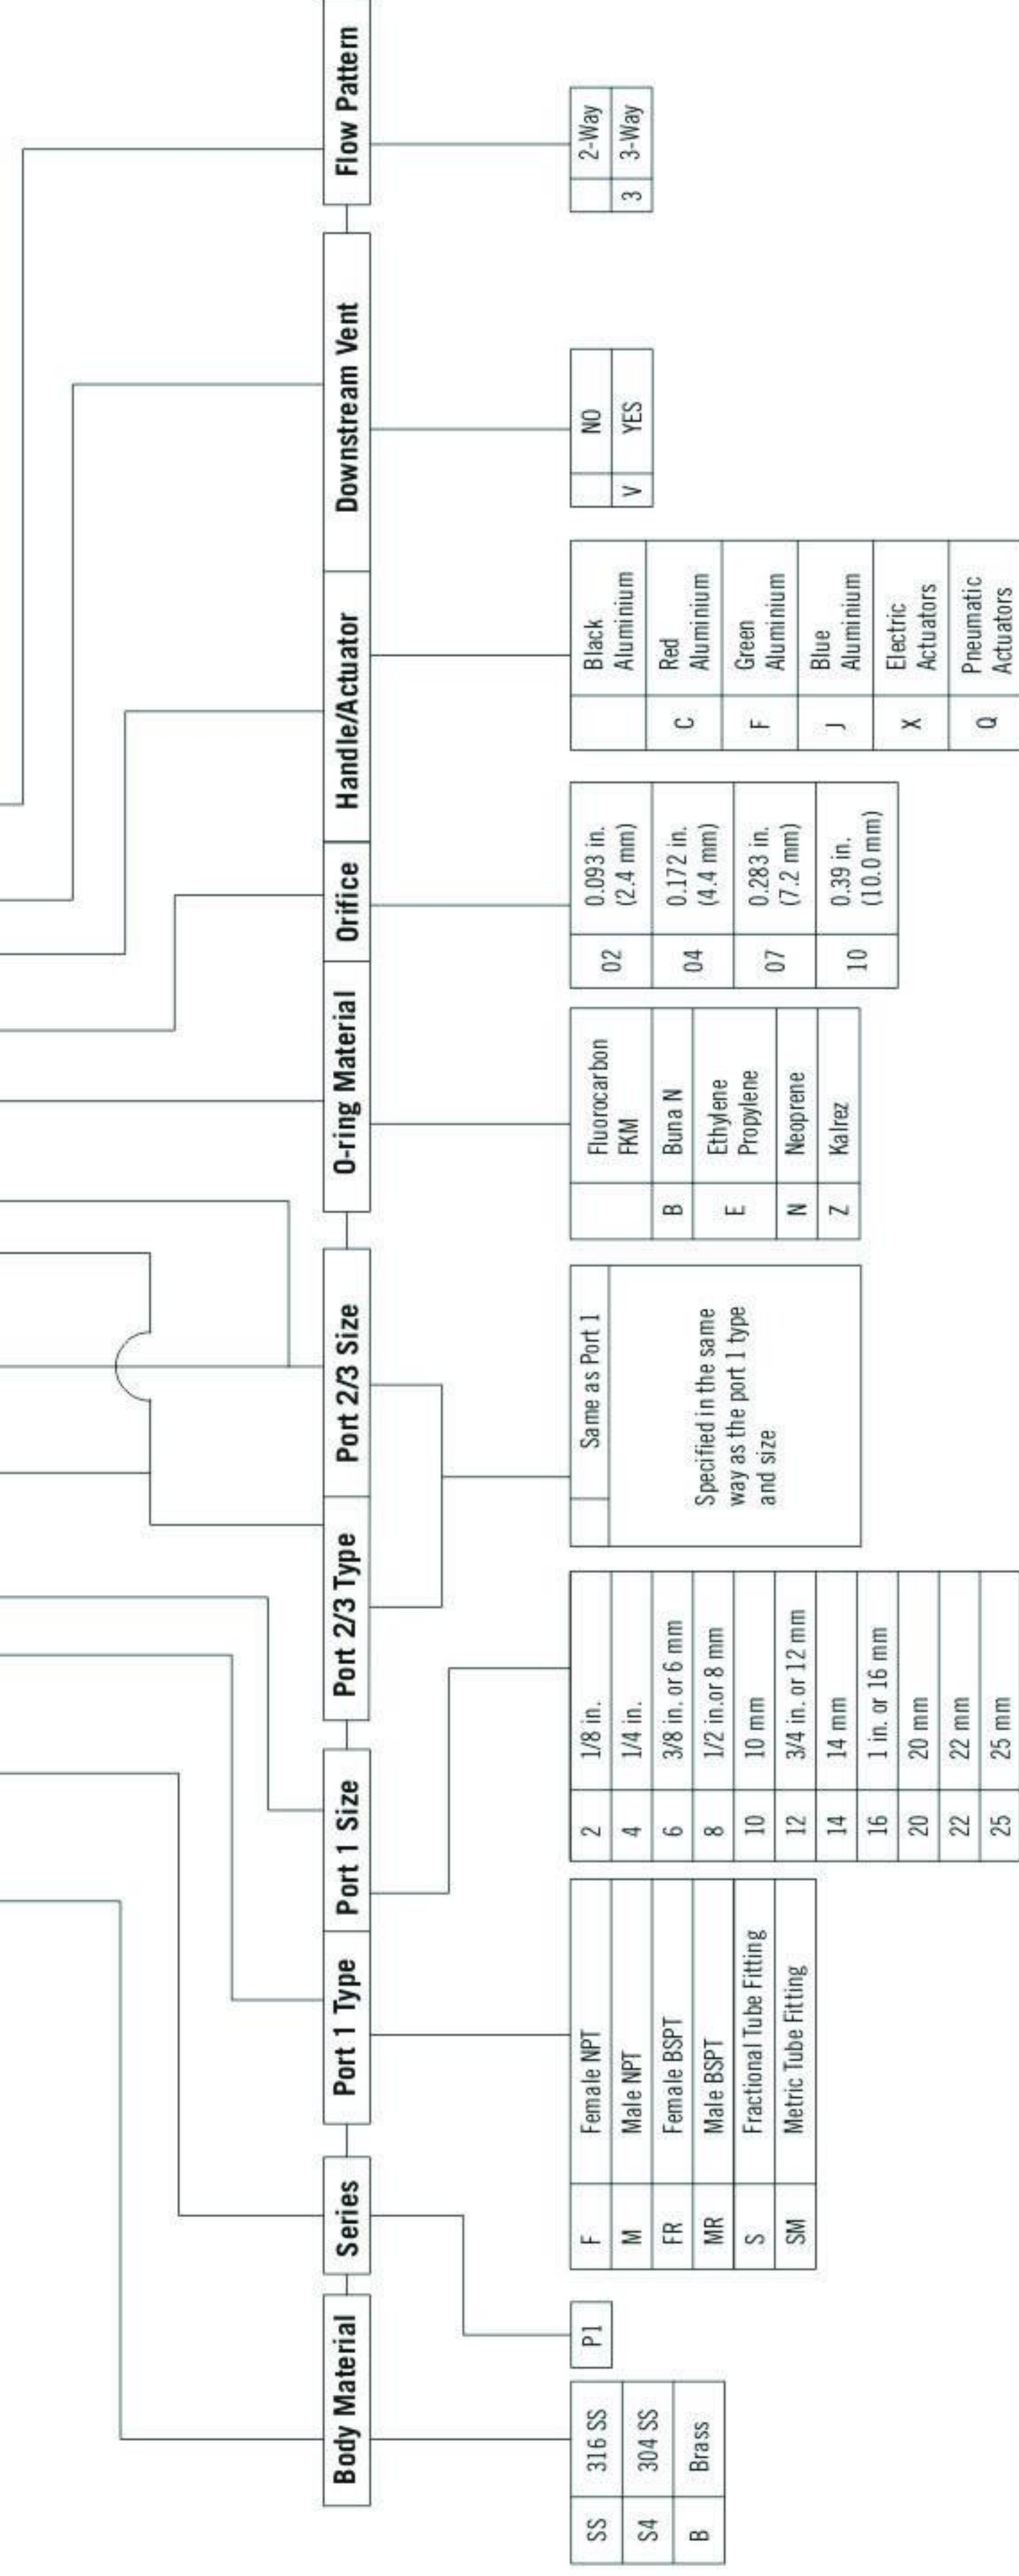 Body Material
Series
Port 1 Type
Port 1 Size
Port 2/3 Type
Port 2/3 Size
O-ring Material
Orifice
Handle/Actuator
Downstream Vent
Flow Pattern
SS 316 SS
S4 304 SS
B Brass
P1
F Female NPT
M Male NPT
FR Female BSPT
MR Male BSPT
S Fractional Tube Fitting
SM Metric Tube Fitting
2 1/8 in.
4 1/4 in.
6 3/8 in. or 6 mm
8 1/2 in.or 8 mm
10 10 mm
12 3/4 in. or 12 mm
14 14 mm
16 1 in. or 16 mm
20 20 mm
22 22 mm
25 25 mm
Same as Port 1
Specified in the same
way as the port 1 type
and size
Fluorocarbon
FKM
B Buna N
E Ethylene
Propylene
N Neoprene
Z Kalrez
02 0.093 in.
(2.4 mm)
04 0.172 in.
(4.4 mm)
07 0.283 in.
(7.2 mm)
10 0.39 in.
(10.0 mm)
Black
Aluminium
C Red
Aluminium
F Green
Aluminium
J Blue
Aluminium
X Electric
Actuators
Q Pneumatic
Actuators
NO
V YES
2-Way
3 3-Way